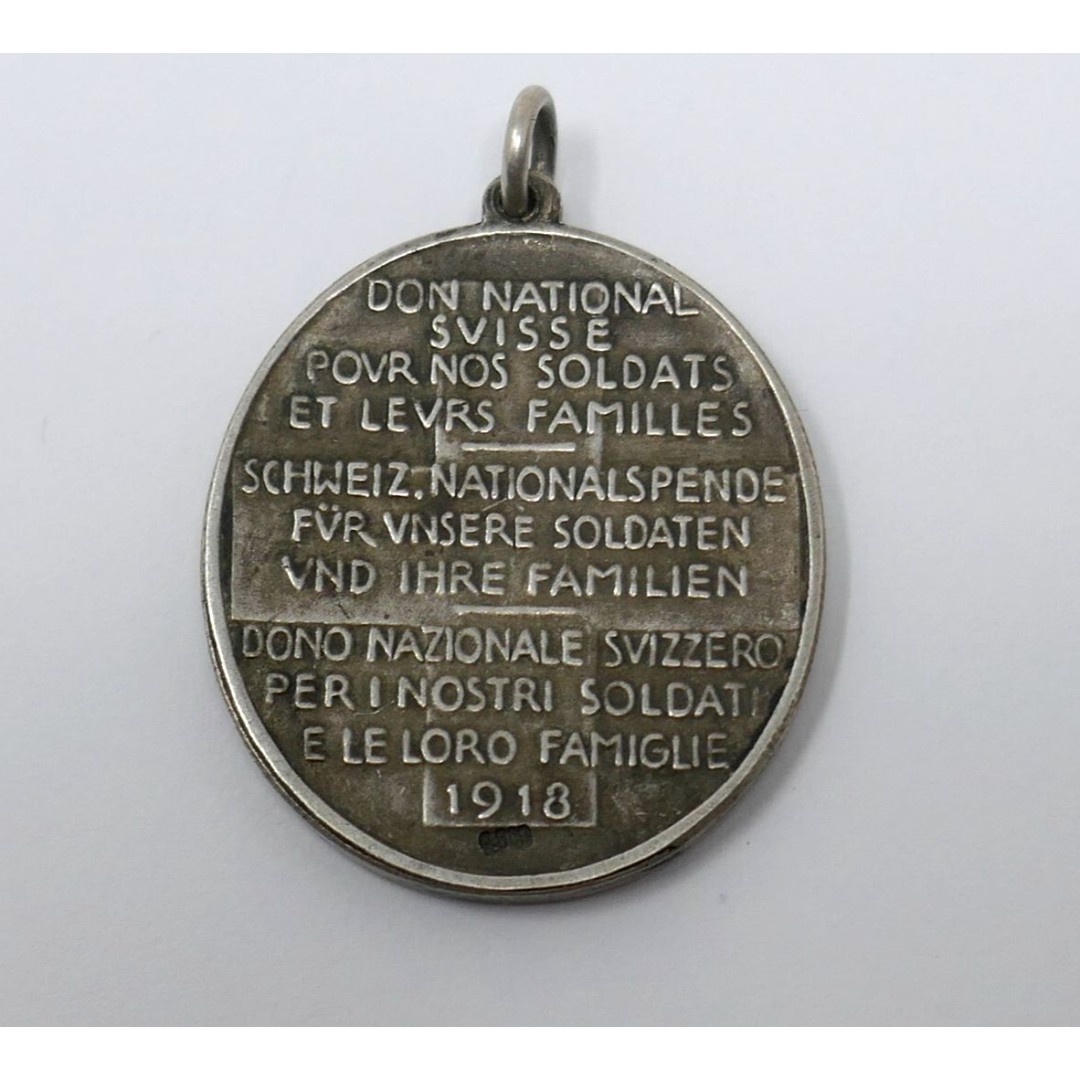 DON NATIONAL
SVISSE
POVR NOS SOLDATS
ET LEVRS FAMILLES
SCHWEIZ. NATIONALSPENDE
FÜR VNSERE SOLDATEN
VND IHRE FAMILIEN
DONO NAZIONALE SVIZZERO
PER I NOSTRI SOLDATI
E LE LORO FAMIGLIE
1918